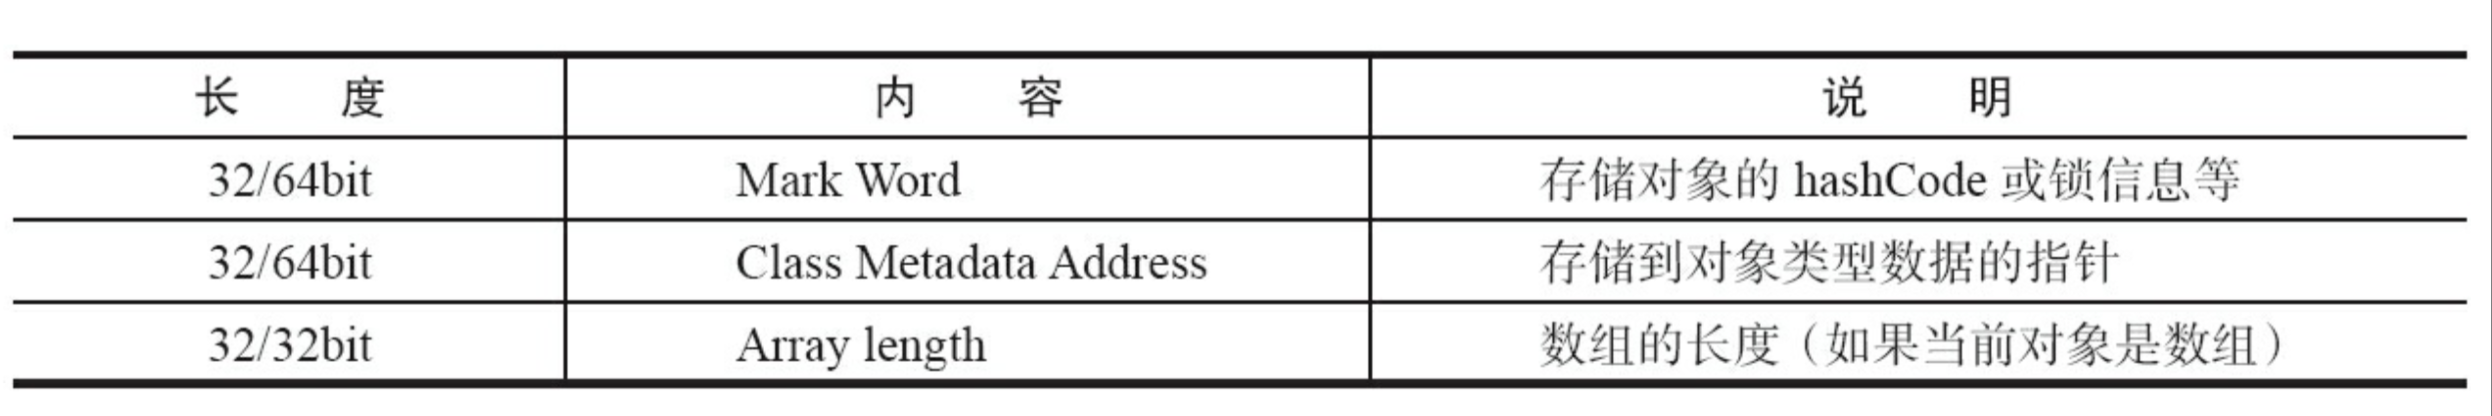 长 度 内 容 说 明
32/64bit Mark Word 存储对象的 hashCode 或锁信息等
32/64bit Class Metadata Address 存储到对象类型数据的指针
32/32bit Array length 数组的长度（如果当前对象是数组）